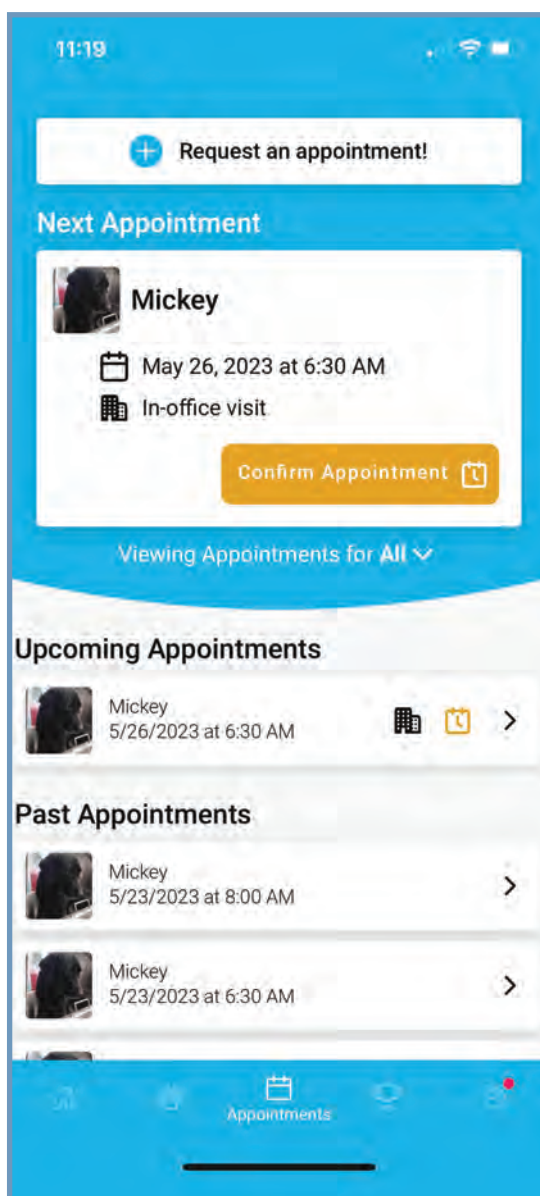 11:19
Request an appointment!
Next Appointment
Mickey
May 26, 2023 at 6:30 AM
In-office visit
Confirm Appointment
Viewing Appointments for All
Upcoming Appointments
Mickey
5/26/2023 at 6:30 AM
Past Appointments
Mickey
5/23/2023 at 8:00 AM
Mickey
5/23/2023 at 6:30 AM
Appointments